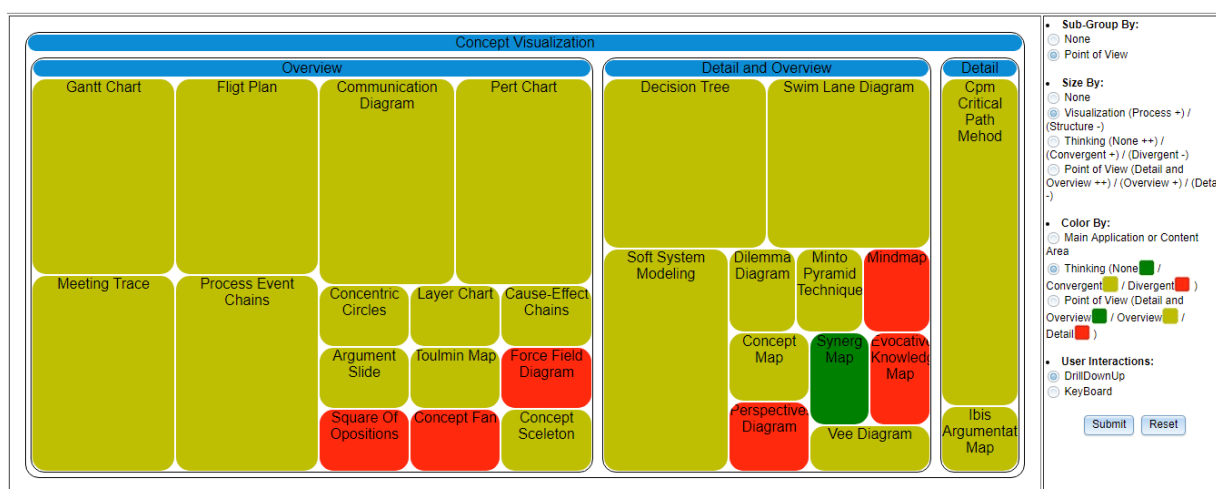 Concept Visualization
Overview
Gantt Chart
Fligt Plan
Communication
Diagram
Pert Chart
Meeting Trace
Process Event
Chains
Concentric
Circles
Layer Chart
Cause-Effect
Chains
Argument
Slide
Toulmin Map
Force Field
Diagram
Square Of
Opositions
Concept Fan
Concept
Sceleton
Detail and Overview
Decision Tree
Swim Lane Diagram
Soft System
Modeling
Dilemma
Diagram
Minto
Pyramid
Technique
Mindmap
Concept
Map
Synerg
Map
Evocative
Knowledg
Map
Perspective
Diagram
Vee Diagram
Detail
Cpm
Critical
Path
Mehod
Ibis
Argumentat
Map
Sub-Group By:
None
Point of View
Size By:
None
Visualization (Process +) /
(Structure -)
Thinking (None ++) /
(Convergent +) / (Divergent -)
Point of View (Detail and
Overview ++) / (Overview +) / (Deta
-)
Color By:
Main Application or Content
Area
Thinking (None /
Convergent / Divergent )
Point of View (Detail and
Overview / Overview /
Detail )
User Interactions:
DrillDownUp
KeyBoard
Submit Reset